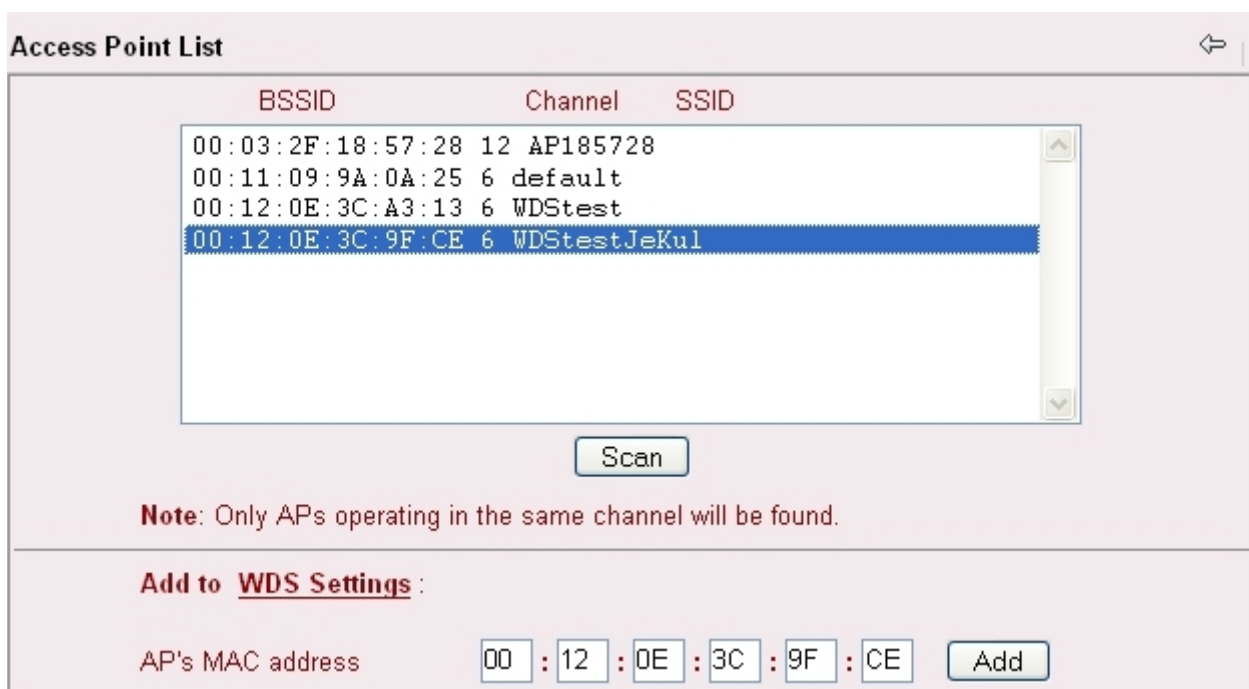 Access Point List
BSSID Channel SSID
00:03:2F:18:57:28 12 AP185728
00:11:09:9A:0A:25 6 default
00:12:0E:3C:A3:13 6 WDStest
00:12:0E:3C:9F:CE 6 WDStestJeKul
Scan
Note: Only APs operating in the same channel will be found.
Add to WDS Settings :
AP's MAC address 00 : 12 : 0E : 3C : 9F : CE Add